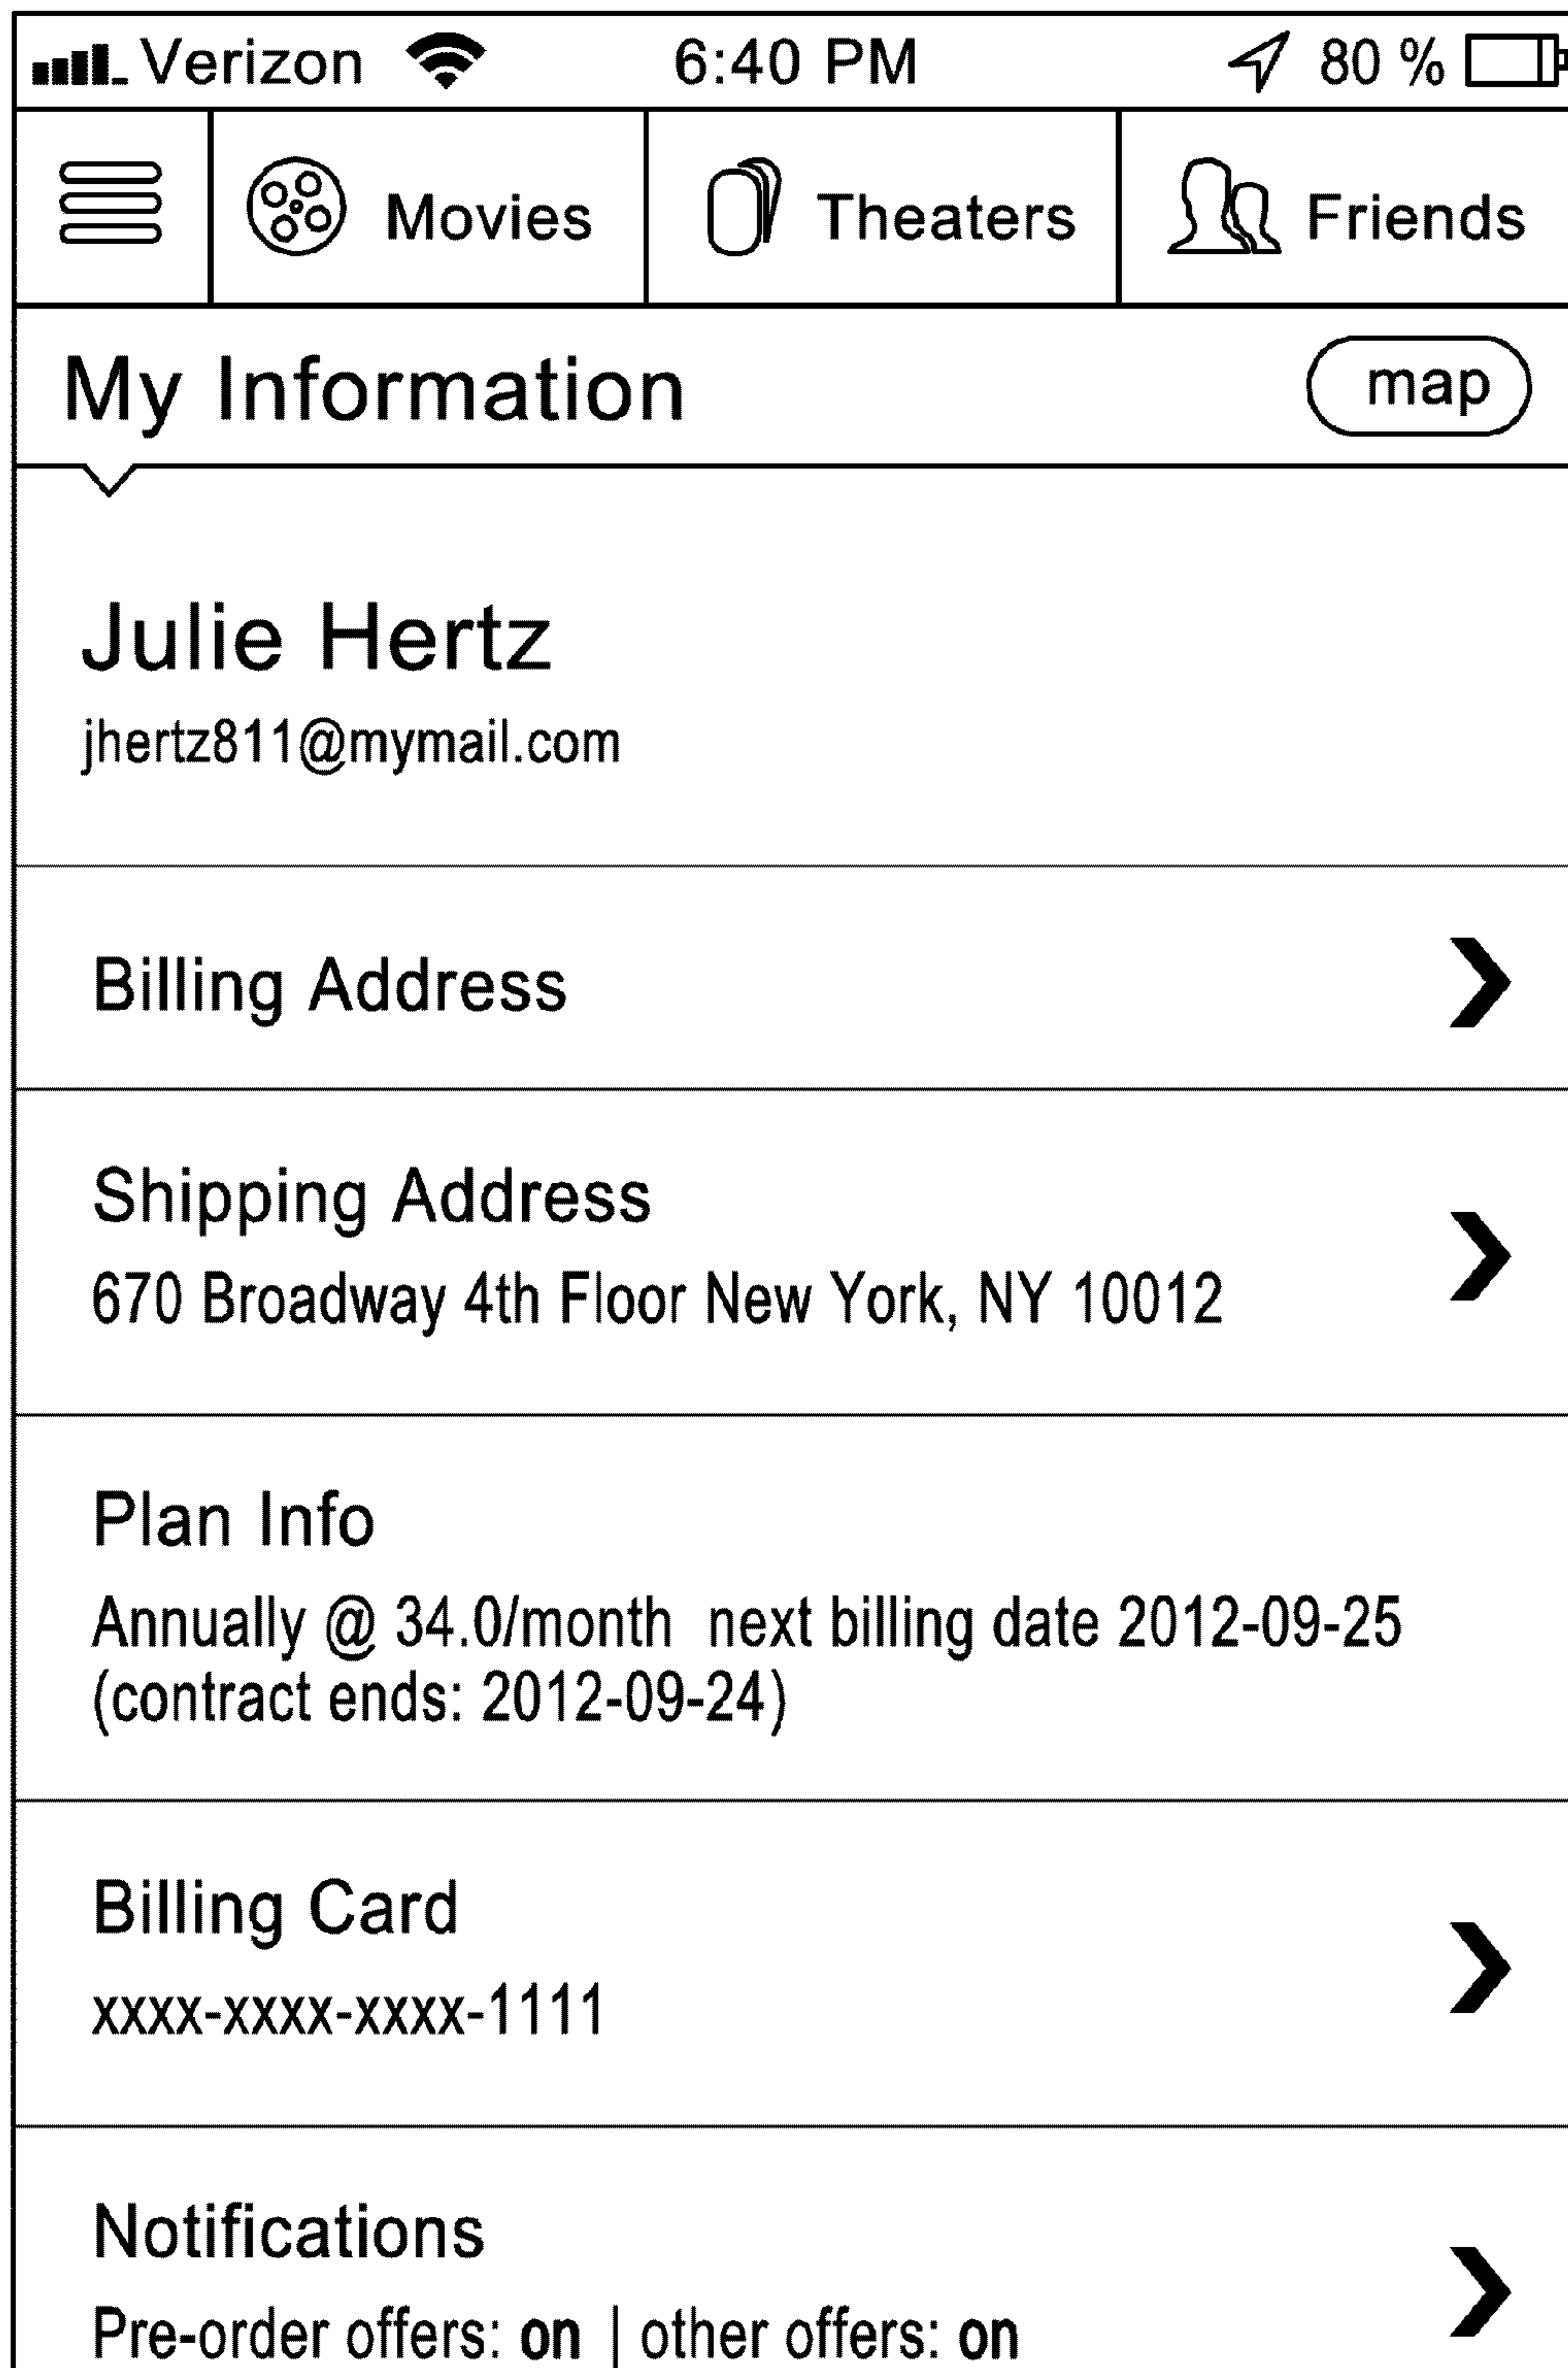 Verizon 6:40 PM 80 %
Movies Theaters Friends
My Information map
Julie Hertz
jhertz811@mymail.com
Billing Address
Shipping Address
670 Broadway 4th Floor New York, NY 10012
Plan Info
Annually @ 34.0/month next billing date 2012-09-25
(contract ends: 2012-09-24)
Billing Card
xxxx-xxxx-xxxx-1111
Notifications
Pre-order offers: on | other offers: on